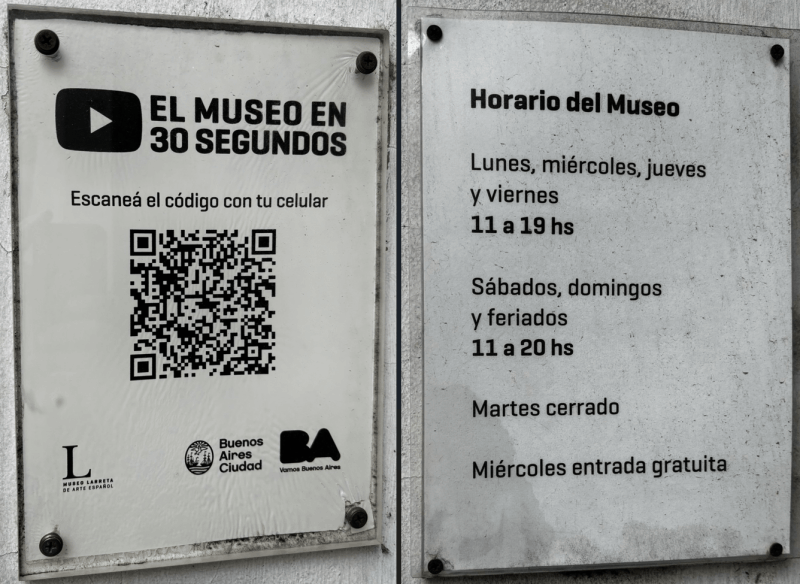 EL MUSEO EN
30 SEGUNDOS
Escaneá el código con tu celular
L
MUSEO LARRETA
DE ARTE ESPAÑOL
Buenos
Aires
Ciudad
BA
Vamos Buenos Aires
Horario del Museo
Lunes, miércoles, jueves
y viernes
11 a 19 hs
Sábados, domingos
y feriados
11 a 20 hs
Martes cerrado
Miércoles entrada gratuita